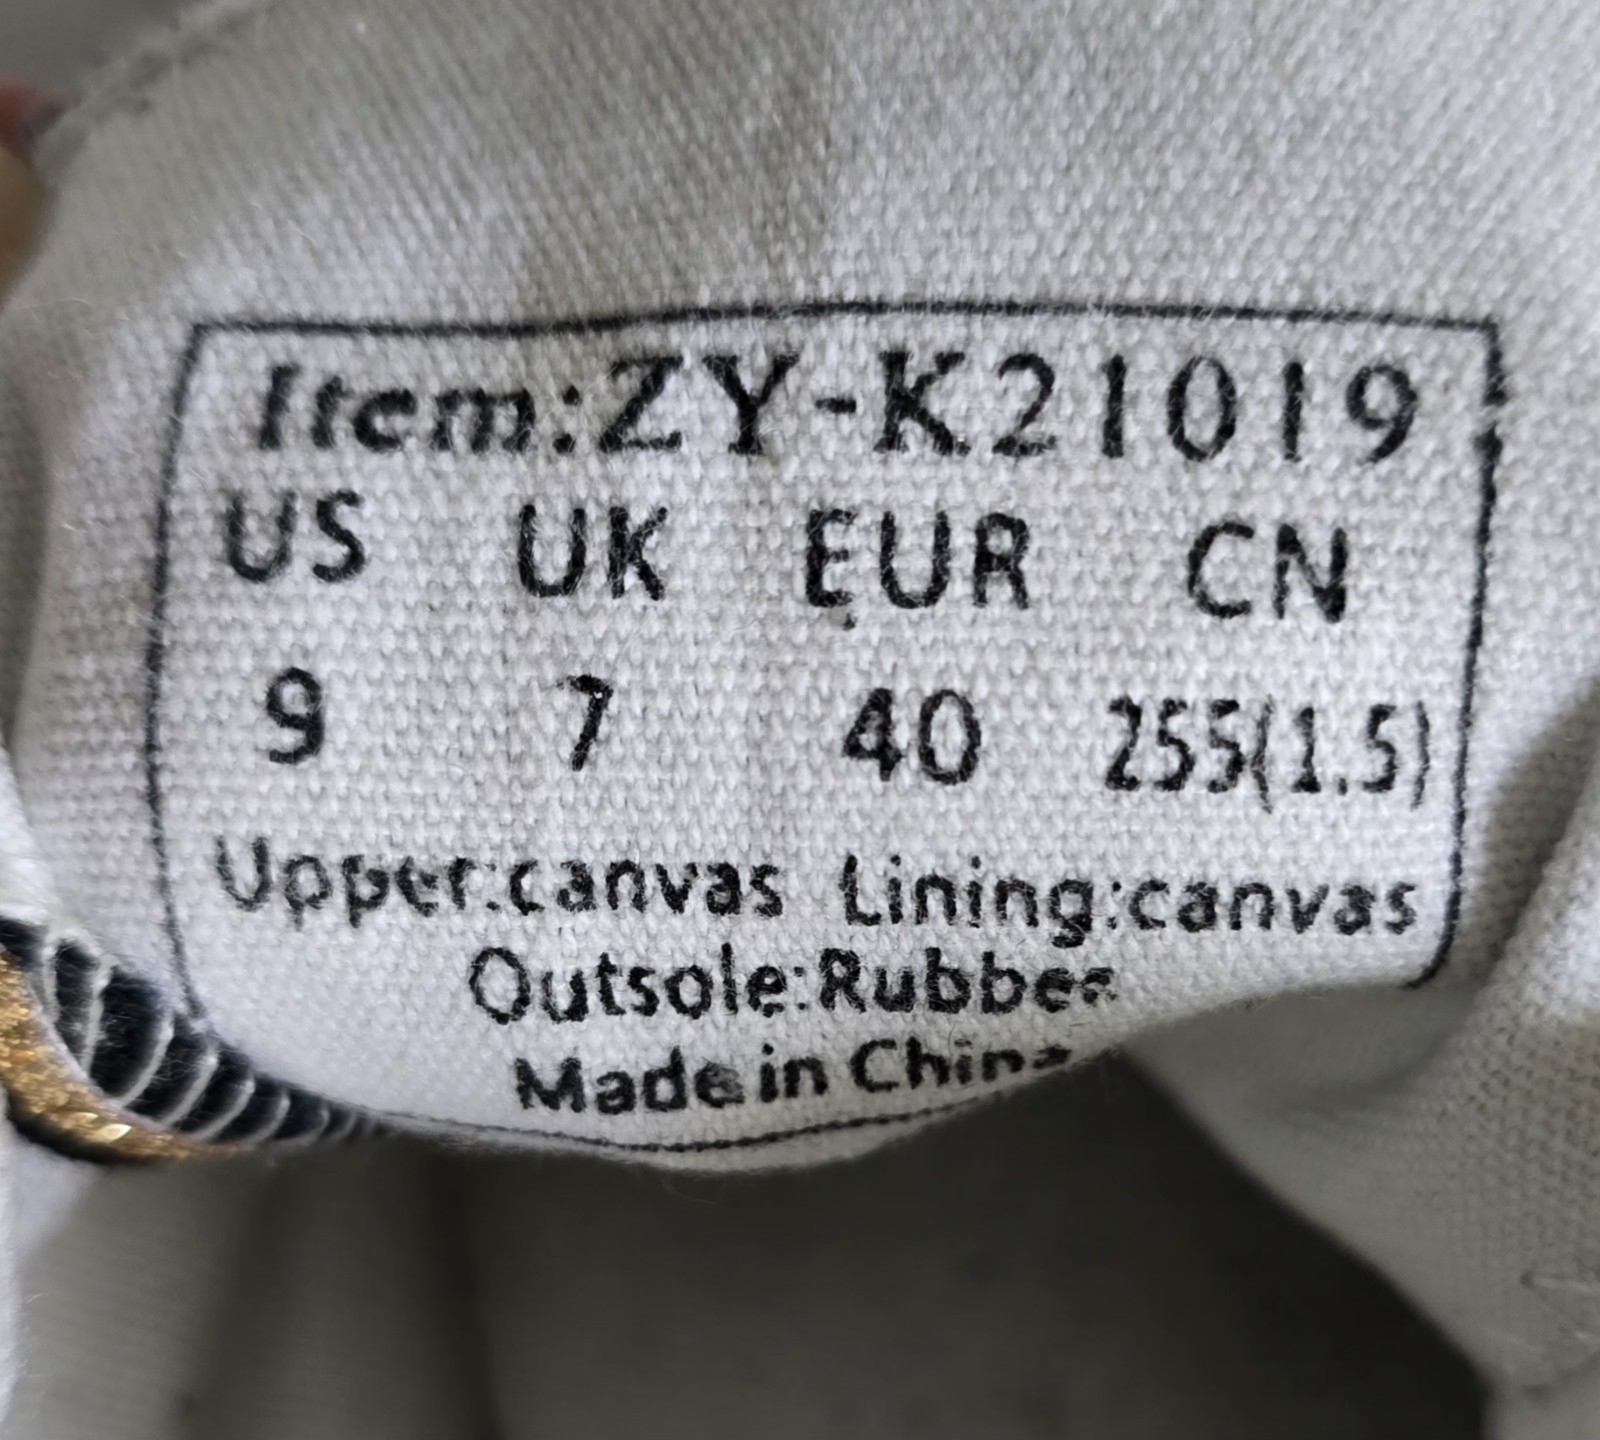 Item:ZY-K21019
US UK EUR CN
9 7 40 255(1.5)
Upper:canvas Lining:canvas
Outsole:Rubber
Made in China